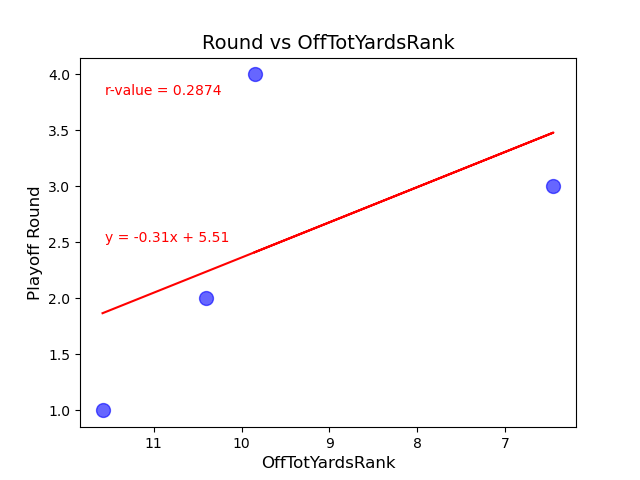 Round vs OffTotYardsRank
4.0
r-value = 0.2874
3.5
3.0
Playoff Round
2.5
y = -0.31x + 5.51
2.0
1.5
1.0
11 10 9 8 7
OffTotYardsRank